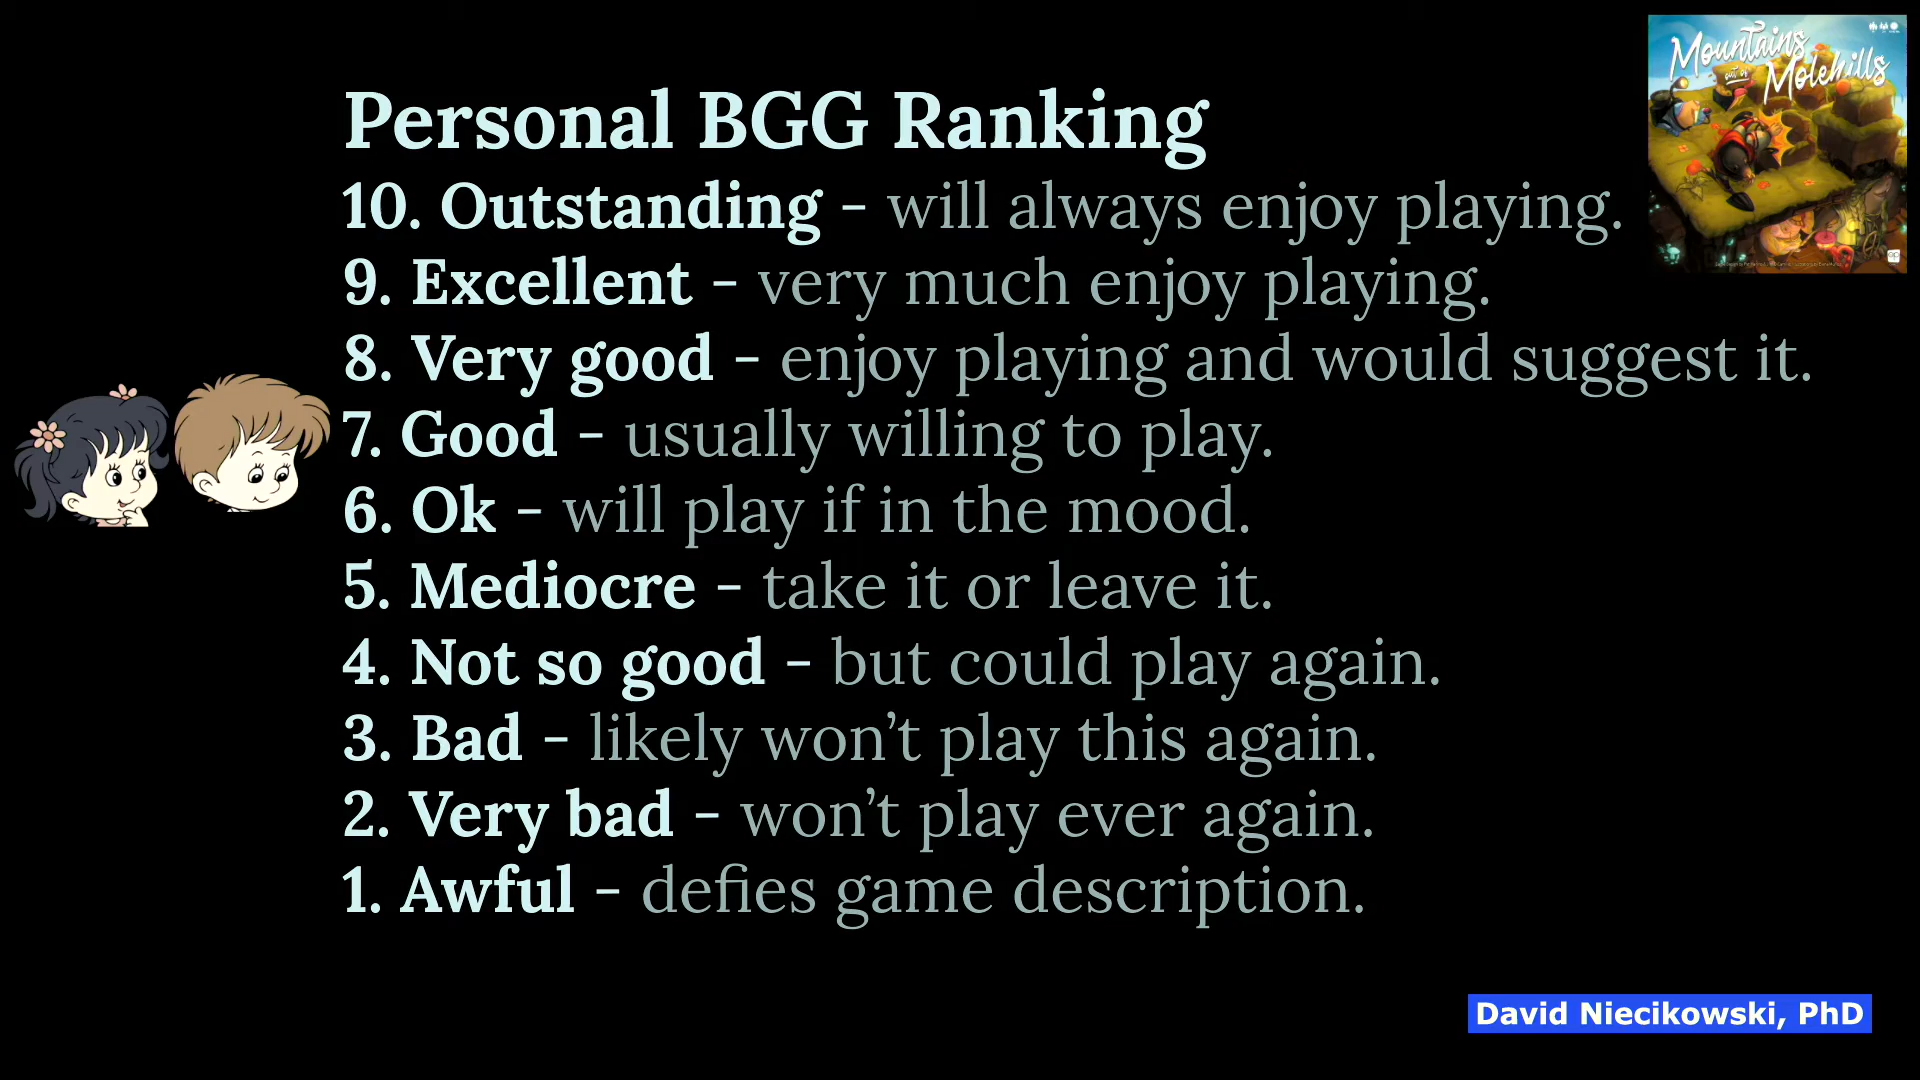 Mountains
out of
Molehills
Personal BGG Ranking
10. Outstanding - will always enjoy playing.
9. Excellent - very much enjoy playing.
8. Very good - enjoy playing and would suggest it.
7. Good - usually willing to play.
6. Ok - will play if in the mood.
5. Mediocre - take it or leave it.
4. Not so good - but could play again.
3. Bad - likely won’t play this again.
2. Very bad - won’t play ever again.
1. Awful - defies game description.
David Niecikowski, PhD